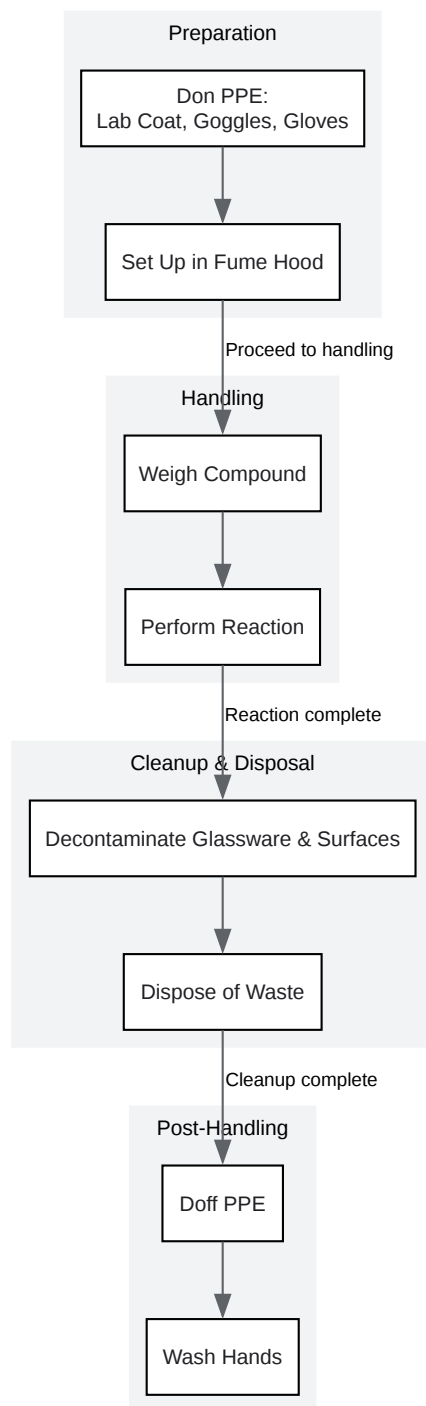 Preparation
Don PPE:
Lab Coat, Goggles, Gloves
Set Up in Fume Hood
Proceed to handling
Handling
Weigh Compound
Perform Reaction
Reaction complete
Cleanup & Disposal
Decontaminate Glassware & Surfaces
Dispose of Waste
Cleanup complete
Post-Handling
Doff PPE
Wash Hands